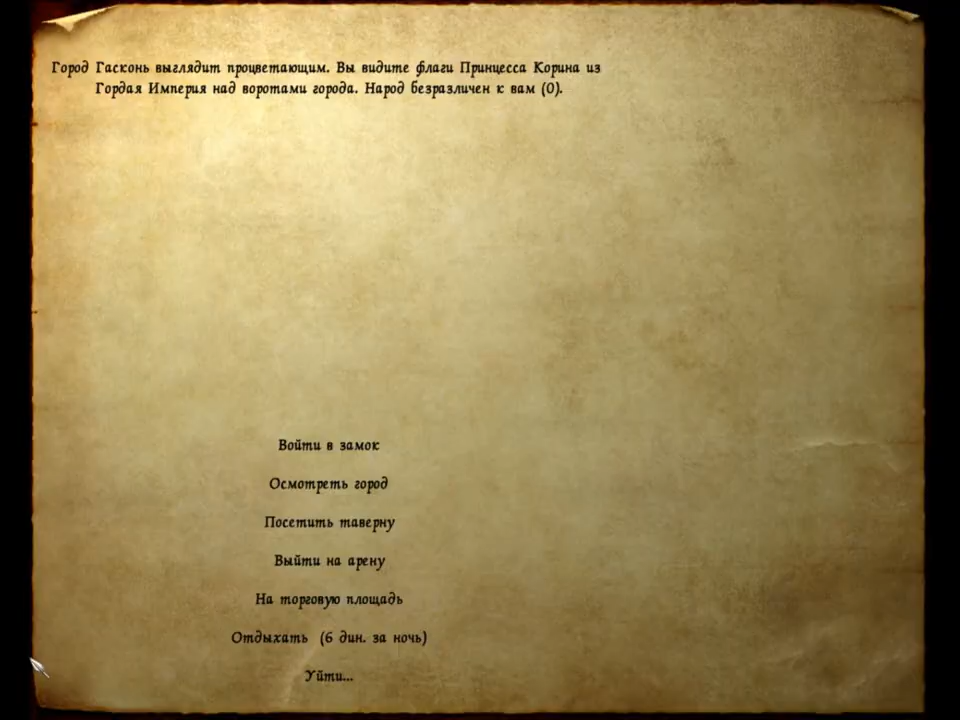 Город Гасконь выглядит процветающим. Вы видите флаги Принцесса Корина из
Гордая Империя над воротами города. Народ безразличен к вам (0).
Войти в замок
Осмотреть город
Посетить таверну
Выйти на арену
На торговую площадь
Отдыхать (6 дин. за ночь)
Уйти...